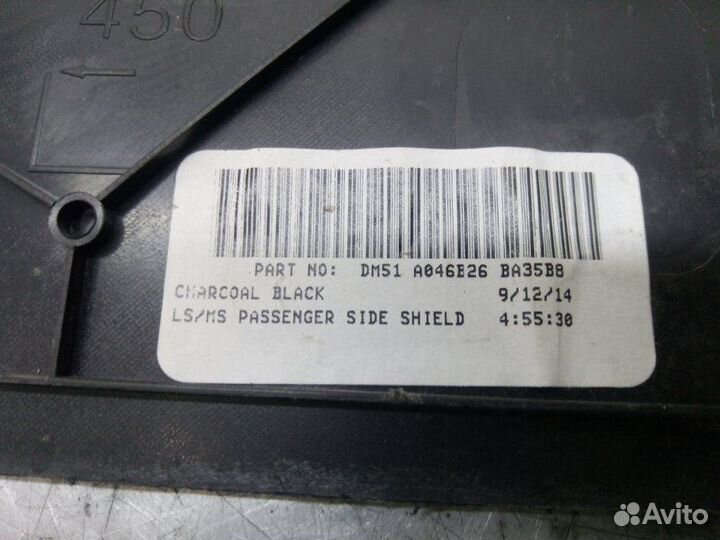 450
PART NO: DM51 A046B26 BA35B8
CHARCOAL BLACK 9/12/14
LS/MS PASSENGER SIDE SHIELD 4:55:30
Avito